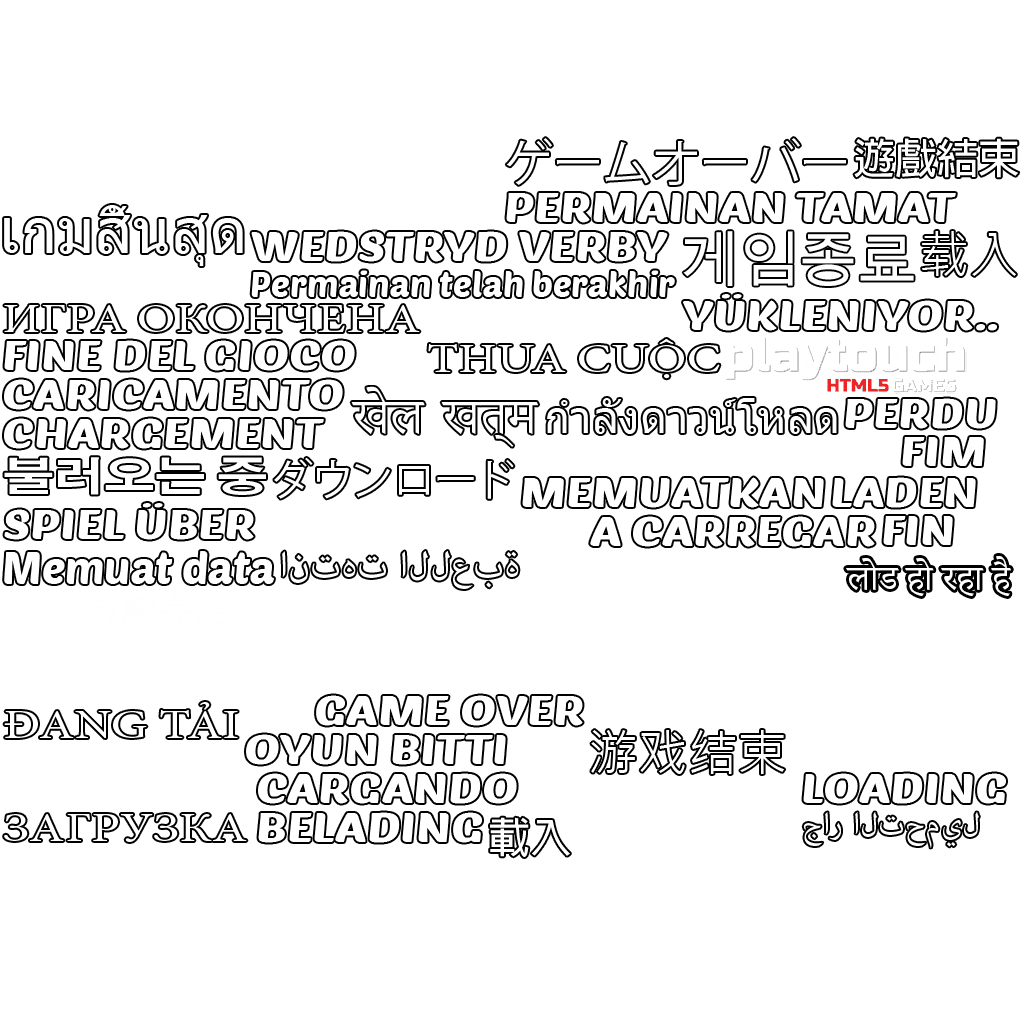 ゲームオーバー 遊戲結束
PERMAINAN TAMAT
เกมสิ้นสุด WEDSTRYD VERBY 게임종료 载入
Permainan telah berakhir
ИГРА ОКОНЧЕНА YÜKLENIYOR..
FINE DEL GIOCO THUA CUỘC playtouch
HTML5 GAMES
CARICAMENTO खेल खत्म กำลังดาวน์โหลด PERDU
CHARGEMENT FIM
불러오는 중 ダウンロード MEMUATKAN LADEN
SPIEL ÜBER A CARREGAR FIN
Memuat data انتهت اللعبة
लोड हो रहा है
ĐANG TẢI GAME OVER
OYUN BITTI 游戏结束
CARGANDO LOADING
ЗАГРУЗКА BELADING 載入 جار التحميل